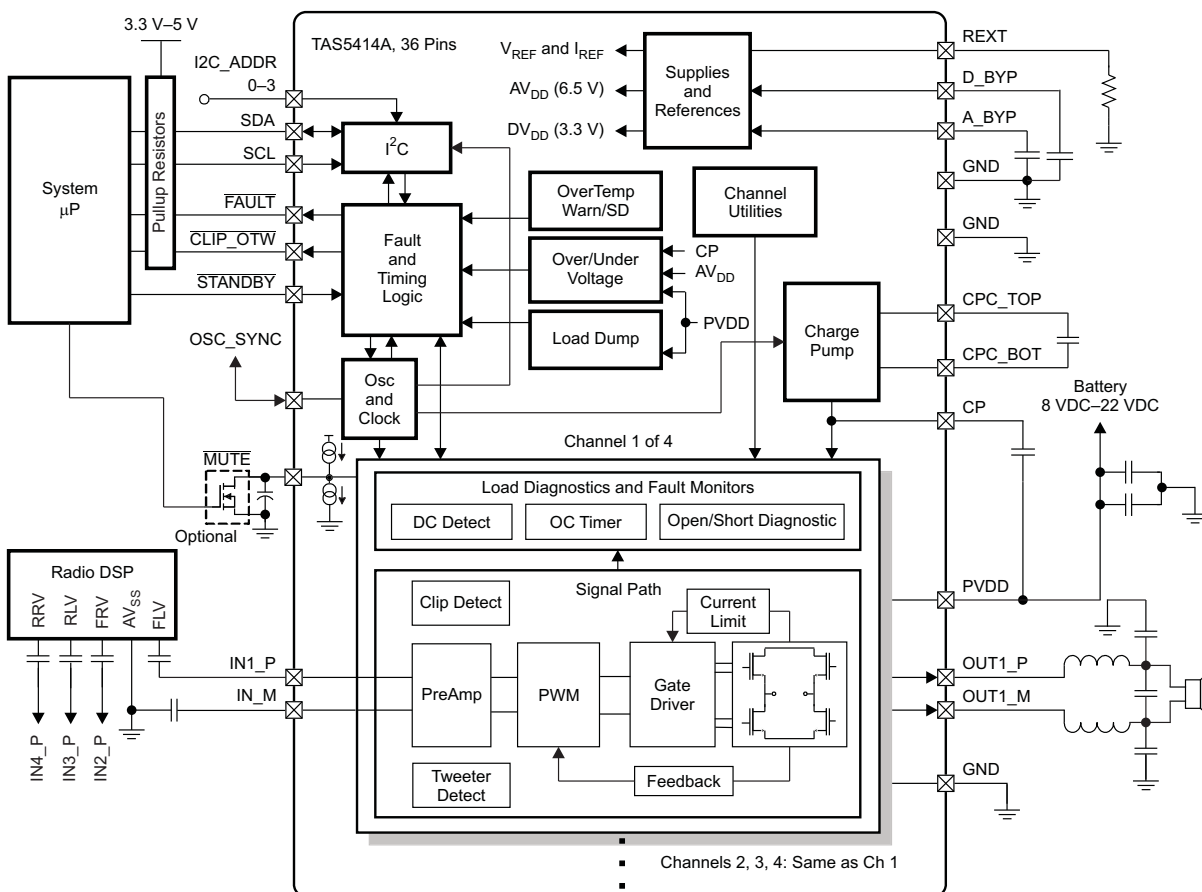 3.3 V–5 V
TAS5414A, 36 Pins
I2C_ADDR
0–3
SDA
SCL
FAULT
CLIP_OTW
STANDBY
System
μP
Pullup Resistors
I²C
Fault
and
Timing
Logic
Osc
and
Clock
OSC_SYNC
MUTE
Optional
V_REF and I_REF
AV_DD (6.5 V)
DV_DD (3.3 V)
Supplies
and
References
OverTemp
Warn/SD
Over/Under
Voltage
Load Dump
CP
AV_DD
PVDD
Channel
Utilities
Charge
Pump
REXT
D_BYP
A_BYP
GND
GND
CPC_TOP
CPC_BOT
CP
Battery
8 VDC–22 VDC
Channel 1 of 4
Load Diagnostics and Fault Monitors
DC Detect
OC Timer
Open/Short Diagnostic
Signal Path
Clip Detect
Current
Limit
PreAmp
PWM
Gate
Driver
Tweeter
Detect
Feedback
Radio DSP
RRV
RLV
FRV
AV_SS
FLV
IN1_P
IN_M
IN4_P
IN3_P
IN2_P
PVDD
OUT1_P
OUT1_M
GND
Channels 2, 3, 4: Same as Ch 1